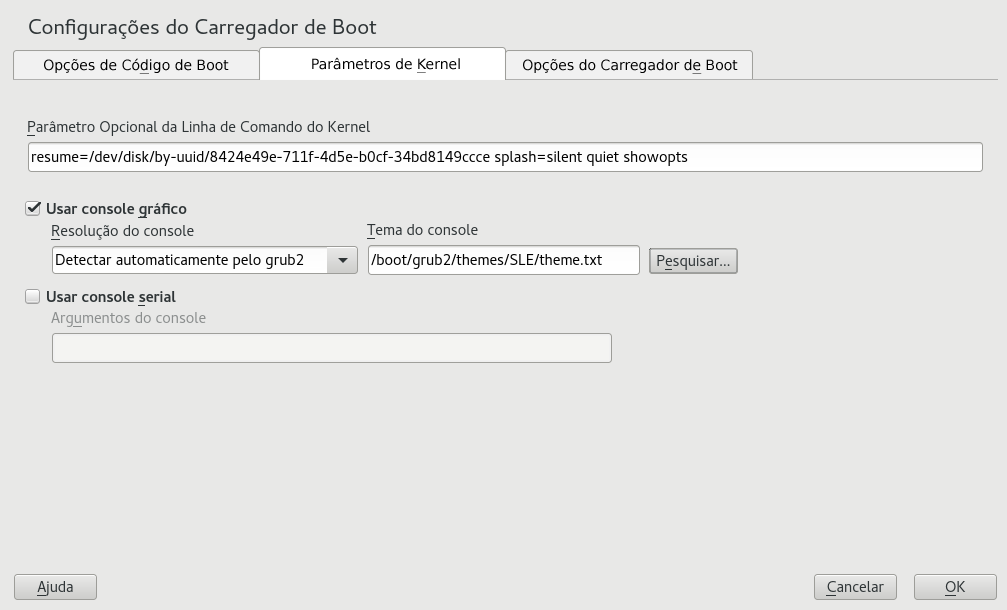 Configurações do Carregador de Boot
Opções de Código de Boot Parâmetros de Kernel Opções do Carregador de Boot
Parâmetro Opcional da Linha de Comando do Kernel
resume=/dev/disk/by-uuid/8424e49e-711f-4d5e-b0cf-34bd8149ccce splash=silent quiet showopts
Usar console gráfico
Resolução do console Tema do console
Detectar automaticamente pelo grub2 /boot/grub2/themes/SLE/theme.txt Pesquisar...
Usar console serial
Argumentos do console
Ajuda Cancelar OK